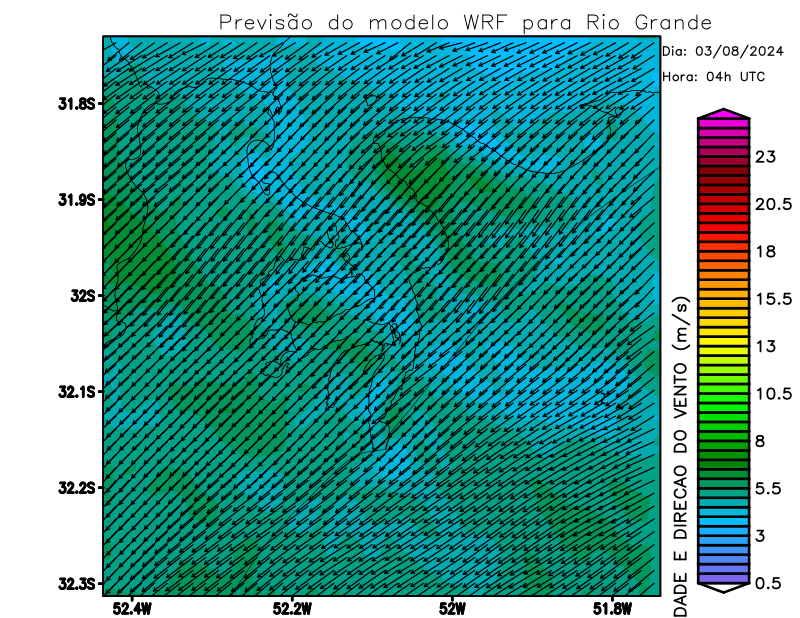 Previsão do modelo WRF para Rio Grande
Dia: 03/08/2024
Hora: 04h UTC
31.8S
31.9S
32S
32.1S
32.2S
32.3S
52.4W
52.2W
52W
51.8W
DADE E DIRECAO DO VENTO (m/s)
23
20.5
18
15.5
13
10.5
8
5.5
3
0.5